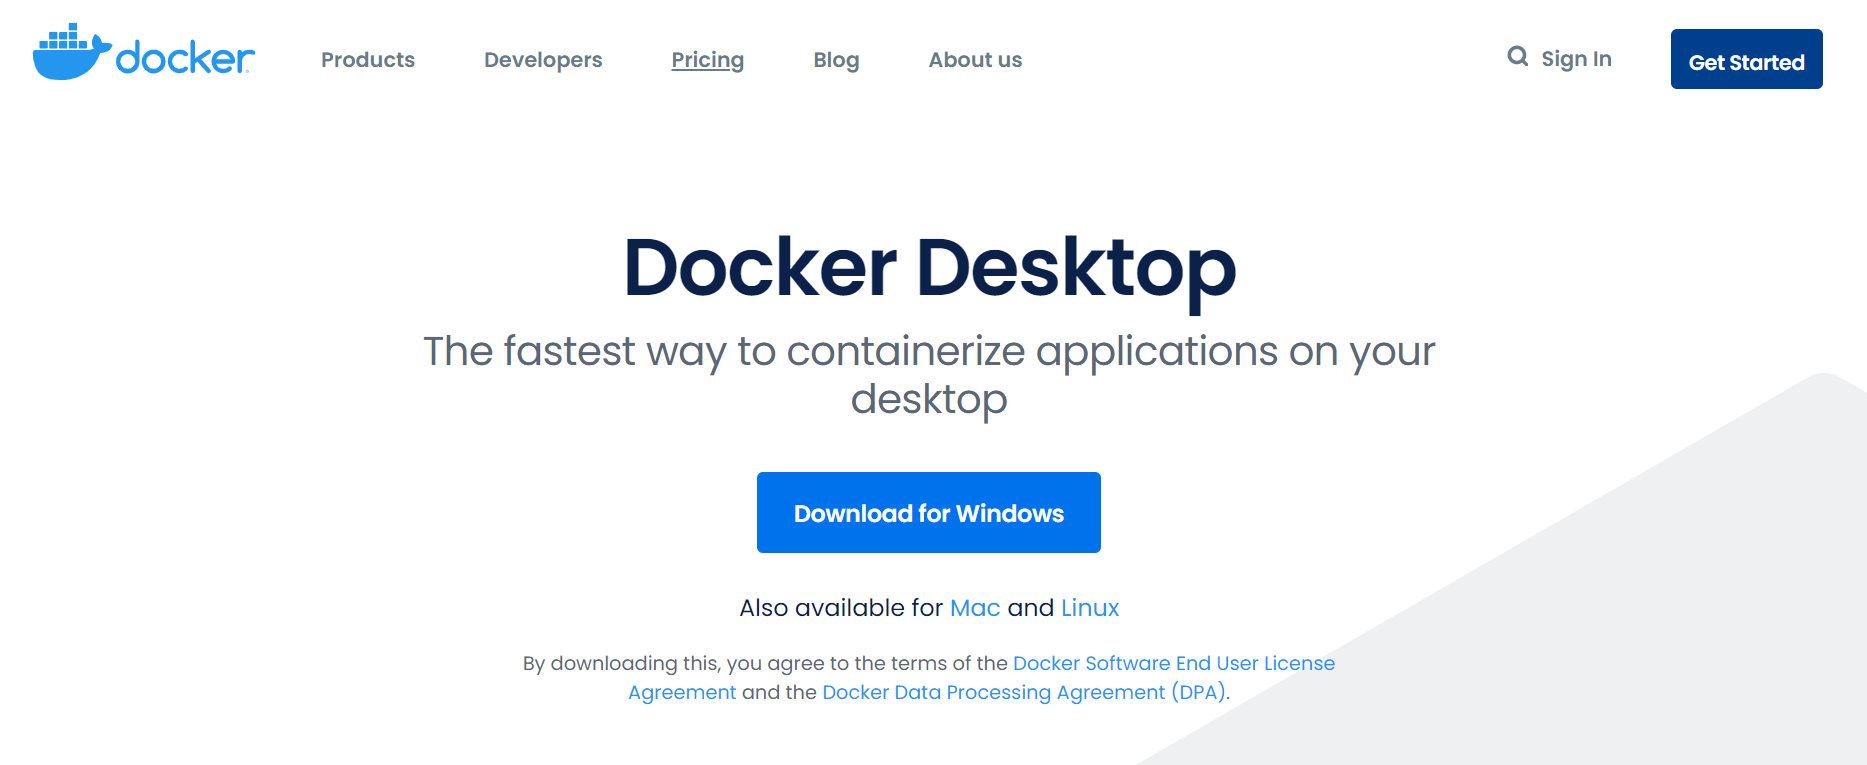 docker
Products Developers Pricing Blog About us Sign In Get Started
Docker Desktop
The fastest way to containerize applications on your
desktop
Download for Windows
Also available for Mac and Linux
By downloading this, you agree to the terms of the Docker Software End User License
Agreement and the Docker Data Processing Agreement (DPA).